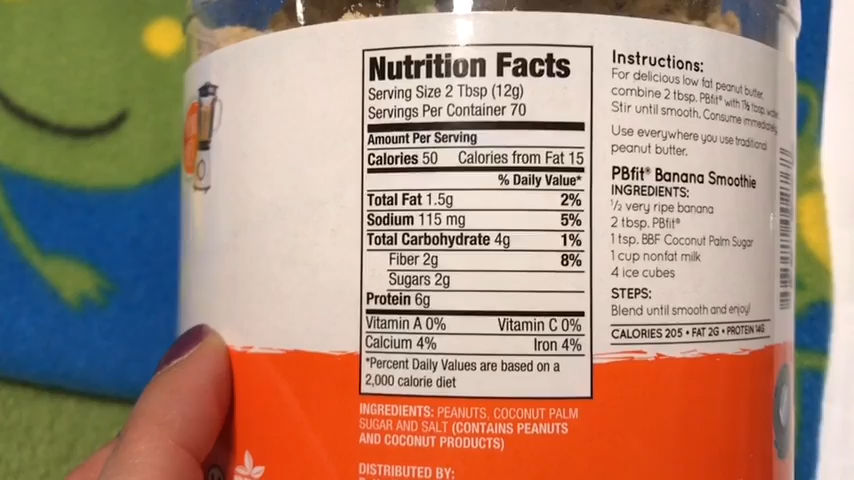 Nutrition Facts
Serving Size 2 Tbsp (12g)
Servings Per Container 70
Amount Per Serving
Calories 50 Calories from Fat 15
% Daily Value*
Total Fat 1.5g 2%
Sodium 115 mg 5%
Total Carbohydrate 4g 1%
Fiber 2g 8%
Sugars 2g
Protein 6g
Vitamin A 0% Vitamin C 0%
Calcium 4% Iron 4%
*Percent Daily Values are based on a
2,000 calorie diet
INGREDIENTS: PEANUTS, COCONUT PALM
SUGAR AND SALT (CONTAINS PEANUTS
AND COCONUT PRODUCTS)
DISTRIBUTED BY:
Instructions:
For delicious low fat peanut butter,
combine 2 tbsp. PBfit® with 1½ tbsp. water.
Stir until smooth. Consume immediately.
Use everywhere you use traditional
peanut butter.
PBfit® Banana Smoothie
INGREDIENTS:
½ very ripe banana
2 tbsp. PBfit®
1 tsp. BBF Coconut Palm Sugar
1 cup nonfat milk
4 ice cubes
STEPS:
Blend until smooth and enjoy!
CALORIES 205 • FAT 2G • PROTEIN 14G